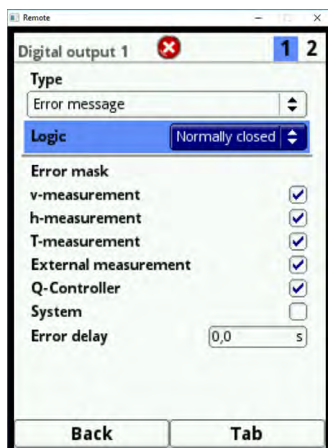 Remote
Digital output 1 1 2
Type
Error message
Logic Normally closed
Error mask
v-measurement
h-measurement
T-measurement
External measurement
Q-Controller
System
Error delay 0,0 s
Back Tab